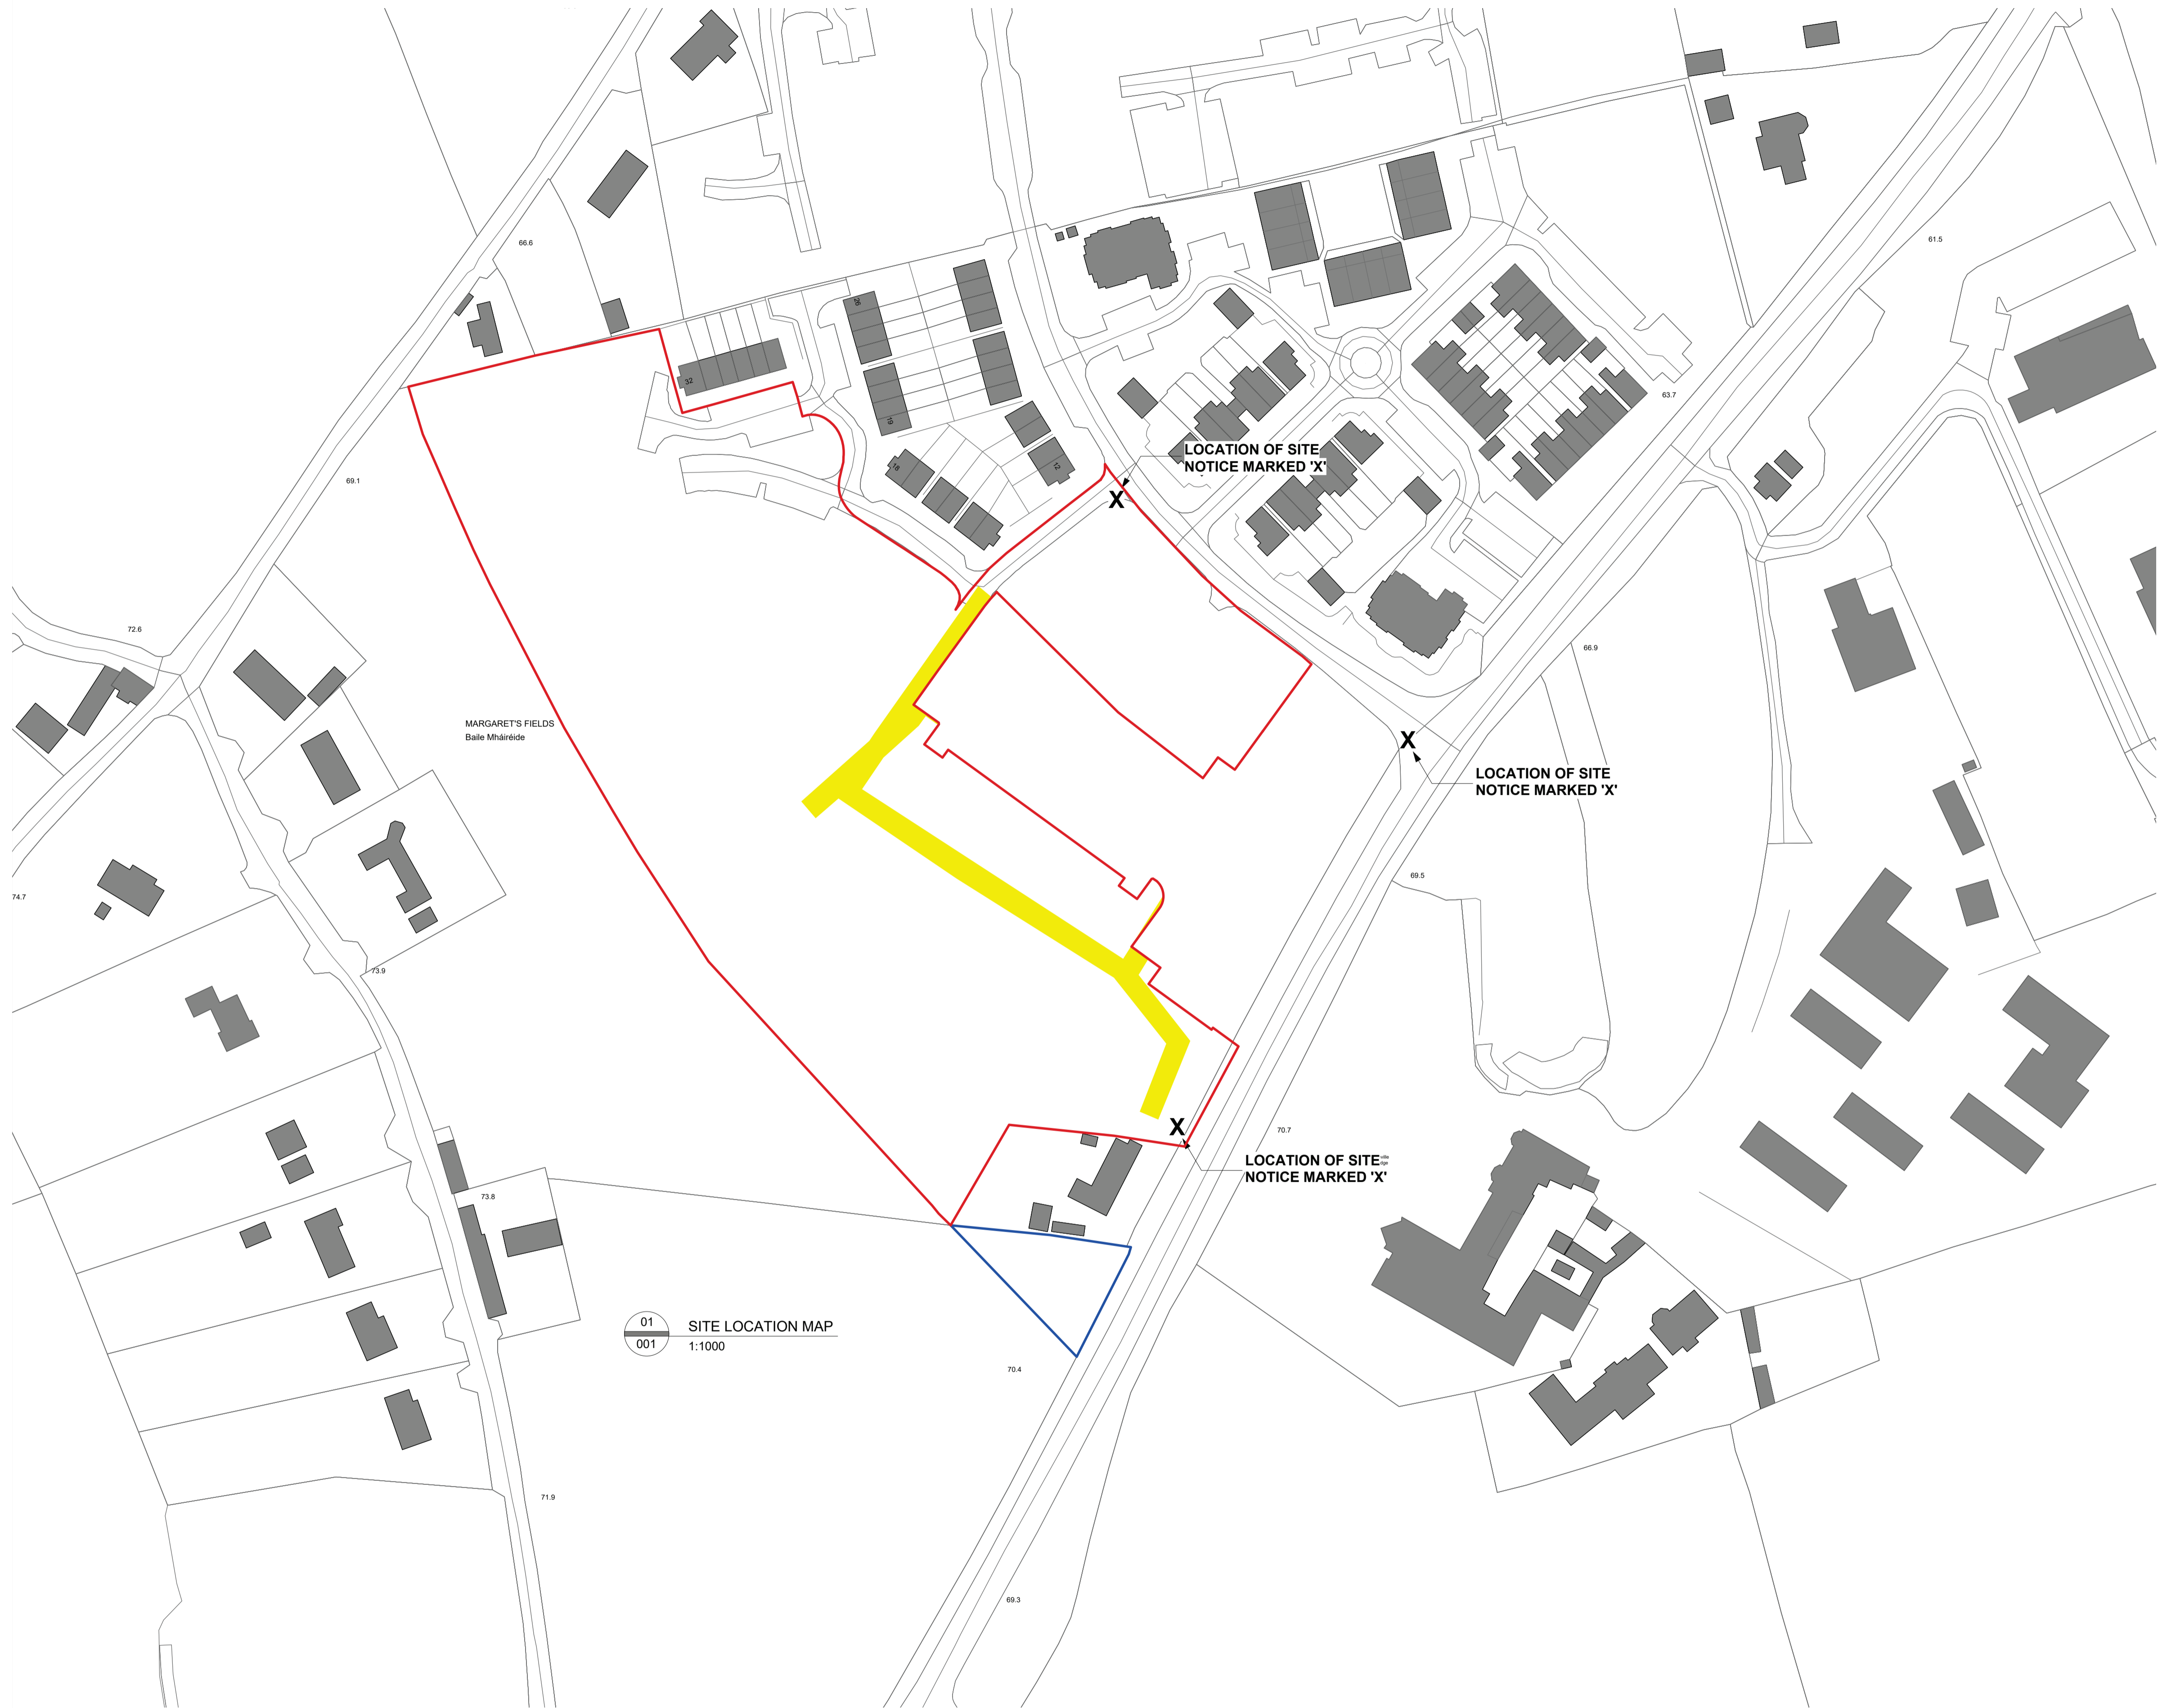 66.6
61.5
26
32
63.7
19
69.1
LOCATION OF SITE
NOTICE MARKED 'X'
18
12
X
72.6
66.9
MARGARET'S FIELDS
Baile Mháiréide
X
LOCATION OF SITE
NOTICE MARKED 'X'
69.5
74.7
73.9
X
70.7
LOCATION OF SITE
NOTICE MARKED 'X'
73.8
01
001
SITE LOCATION MAP
1:1000
70.4
71.9
69.3